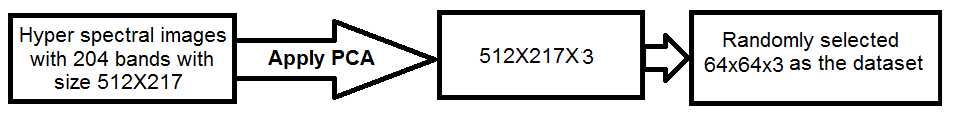 Hyper spectral images
with 204 bands with
size 512X217
Apply PCA
512X217X3
Randomly selected
64x64x3 as the dataset